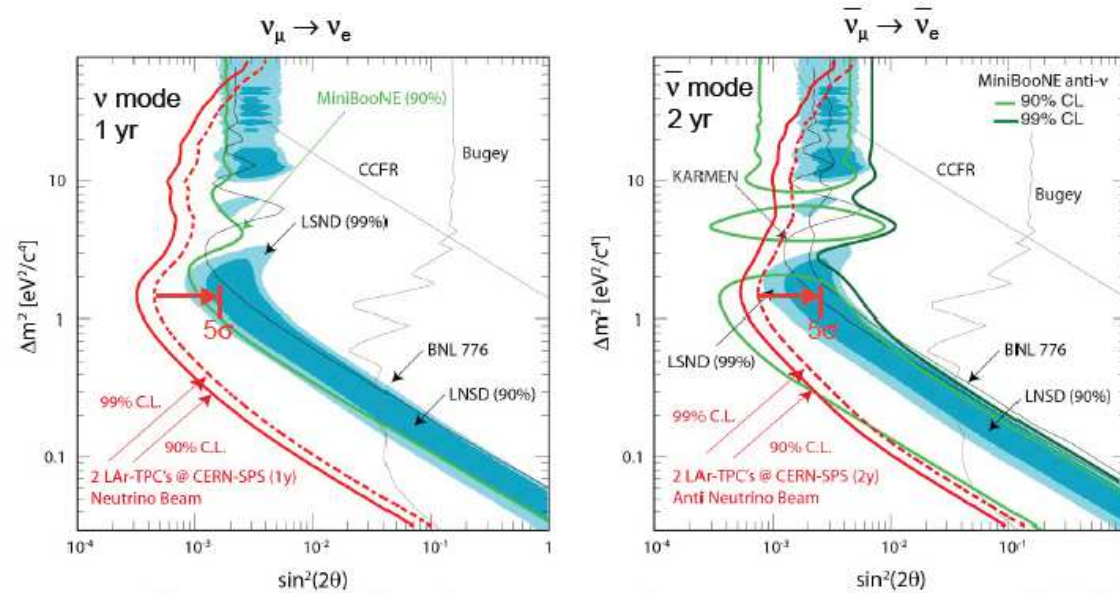 νμ → νe
ν mode
1 yr
MiniBooNE (90%)
Bugey
CCFR
LSND (99%)
5σ
BNL 776
LNSD (90%)
99% C.L.
90% C.L.
2 LAr-TPC's @ CERN-SPS (1y)
Neutrino Beam
Δm² [eV²/c⁴]
10
1
0.1
10⁻⁴
10⁻³
10⁻²
10⁻¹
1
sin²(2θ)
ν̄μ → ν̄e
ν̄ mode
2 yr
MiniBooNE anti-ν
90% CL
99% CL
CCFR
KARMEN
Bugey
5σ
LSND (99%)
BNL 776
LNSD (90%)
99% C.L.
90% C.L.
2 LAr-TPC's @ CERN-SPS (2y)
Anti Neutrino Beam
Δm² [eV²/c⁴]
10
1
0.1
10⁻⁴
10⁻³
10⁻²
10⁻¹
sin²(2θ)